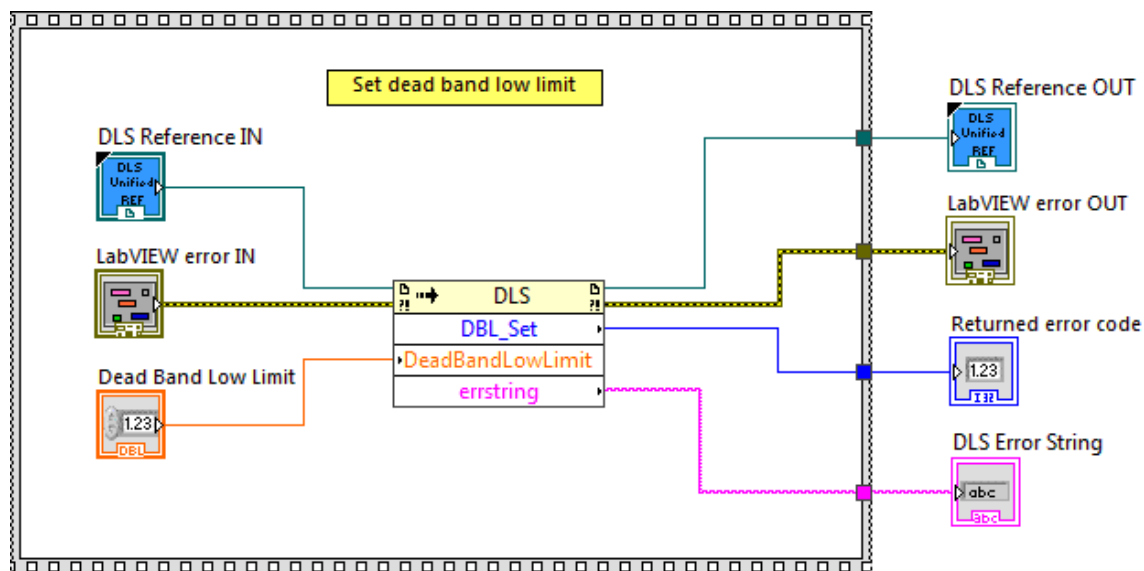 Set dead band low limit
DLS Reference IN
DLS
Unified
REF
LabVIEW error IN
?!
DLS
?!
DBL_Set
DeadBandLowLimit
errstring
Dead Band Low Limit
1.23
DBL
DLS Reference OUT
DLS
Unified
REF
LabVIEW error OUT
Returned error code
1.23
I32
DLS Error String
abc
abc